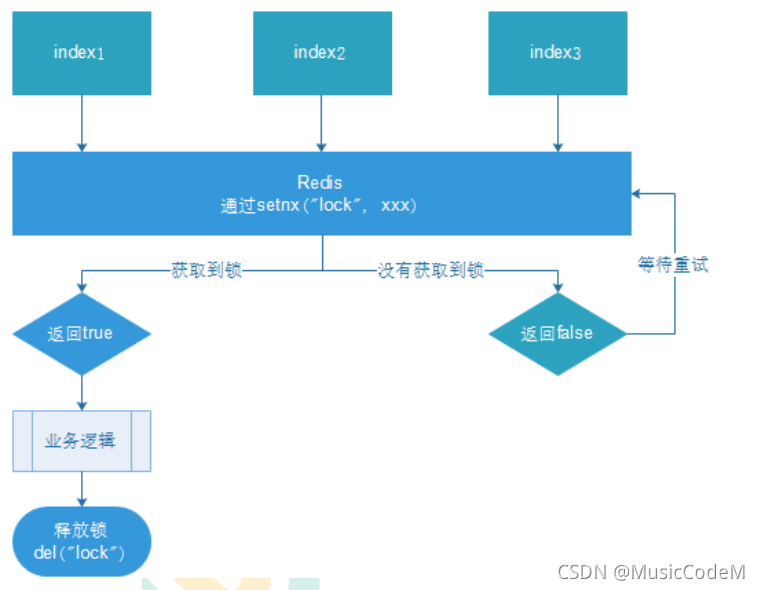 index1
index2
index3
Redis
通过setnx("lock", xxx)
获取到锁
没有获取到锁
等待重试
返回true
返回false
业务逻辑
释放锁
del("lock")
CSDN @MusicCodeM